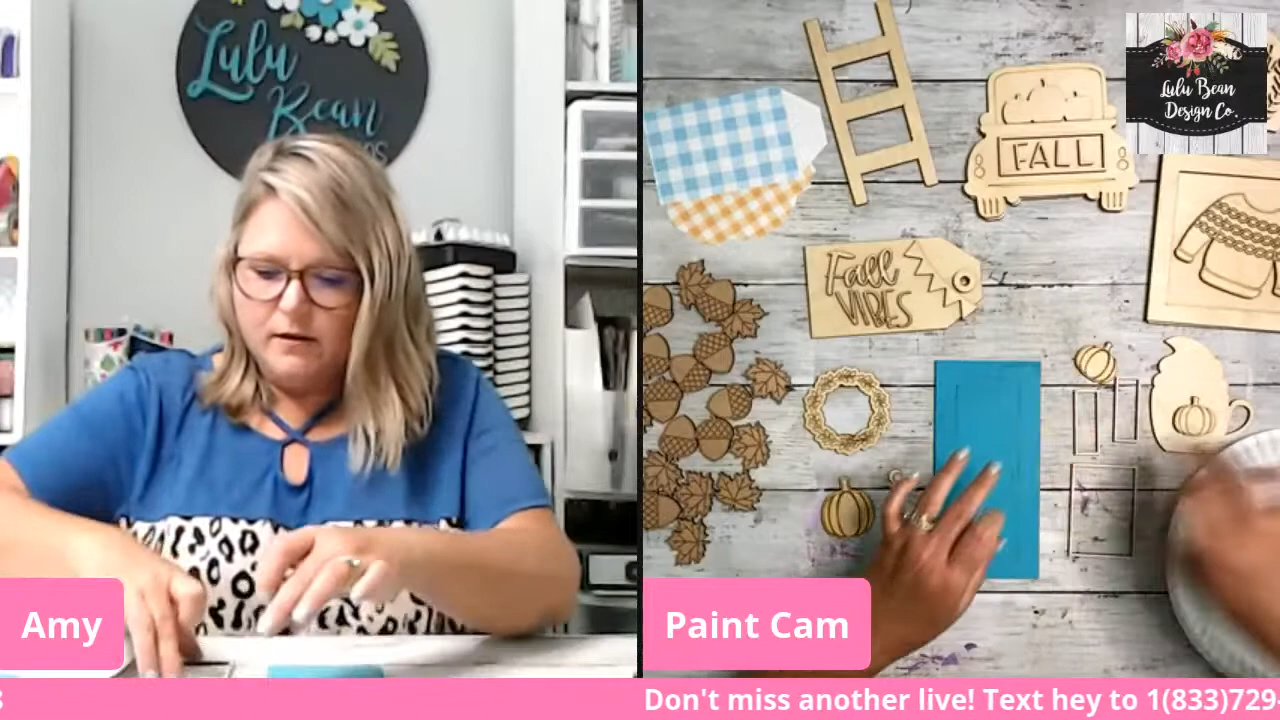 Lulu
Bean
Lulu Bean
Design Co.
FALL
Fall
VIBES
Amy
Paint Cam
Don't miss another live! Text hey to 1(833)729